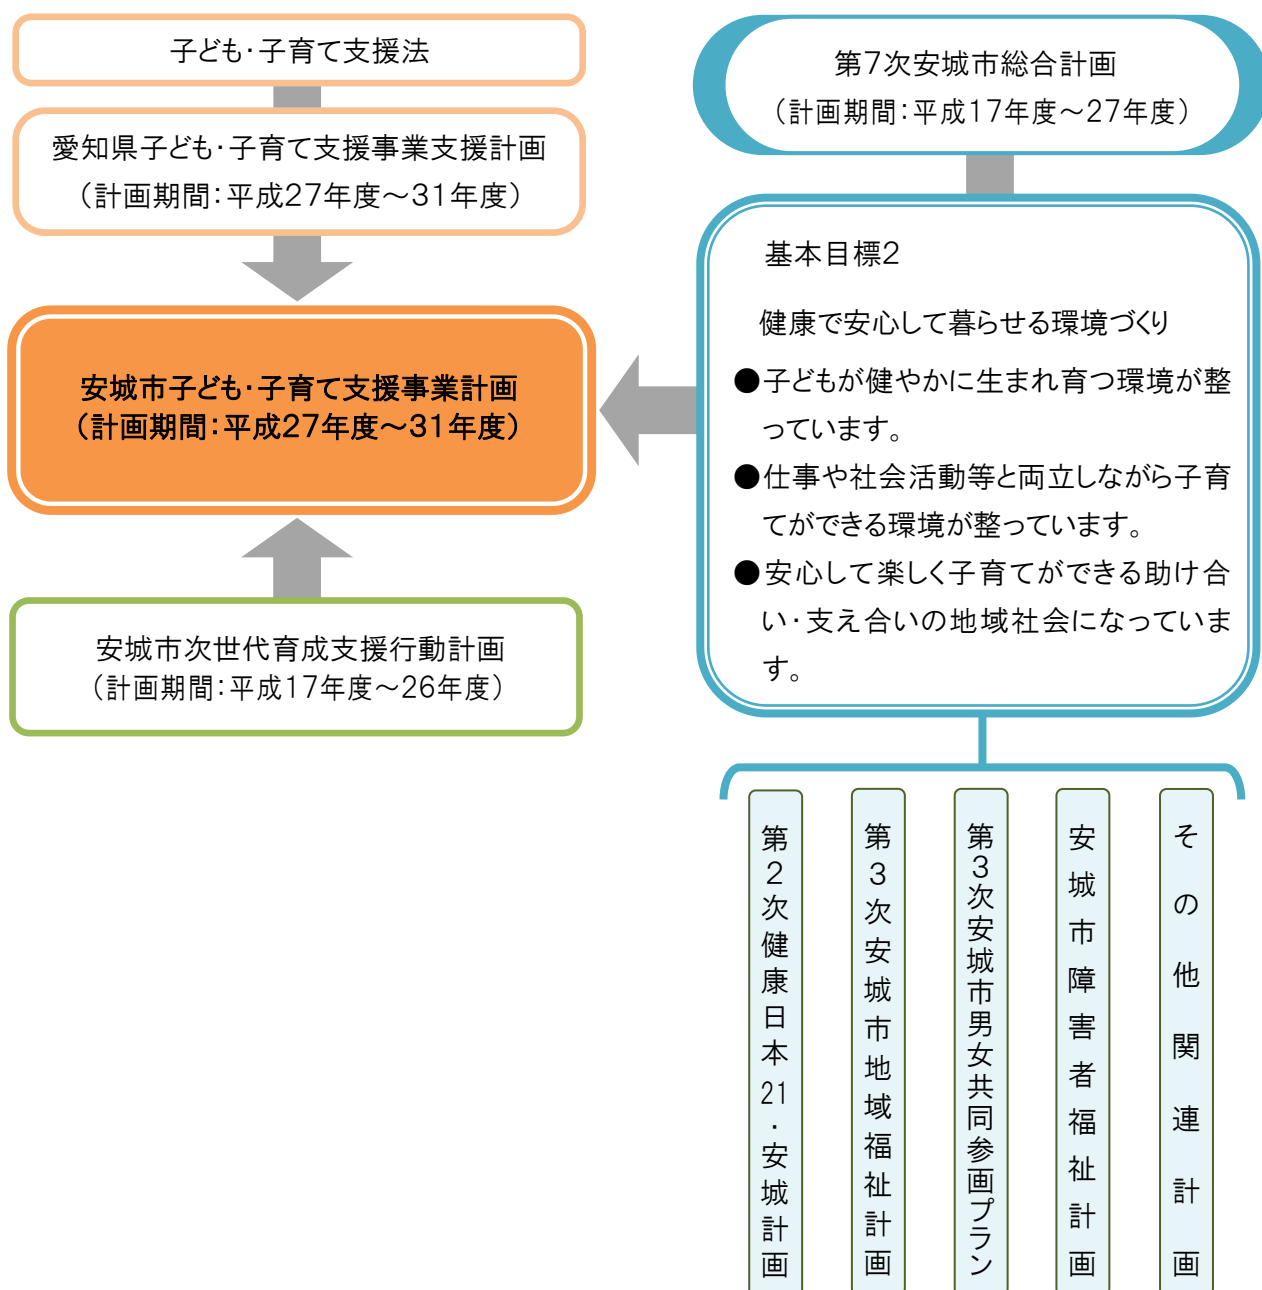 子ども・子育て支援法
愛知県子ども・子育て支援事業支援計画
（計画期間：平成27年度～31年度）
安城市子ども・子育て支援事業計画
（計画期間：平成27年度～31年度）
安城市次世代育成支援行動計画
（計画期間：平成17年度～26年度）
第7次安城市総合計画
（計画期間：平成17年度～27年度）
基本目標2
健康で安心して暮らせる環境づくり
●子どもが健やかに生まれ育つ環境が整
っています。
●仕事や社会活動等と両立しながら子育
てができる環境が整っています。
●安心して楽しく子育てができる助け合
い・支え合いの地域社会になっていま
す。
第2次健康日本21・安城計画
第3次安城市地域福祉計画
第3次安城市男女共同参画プラン
安城市障害者福祉計画
その他関連計画